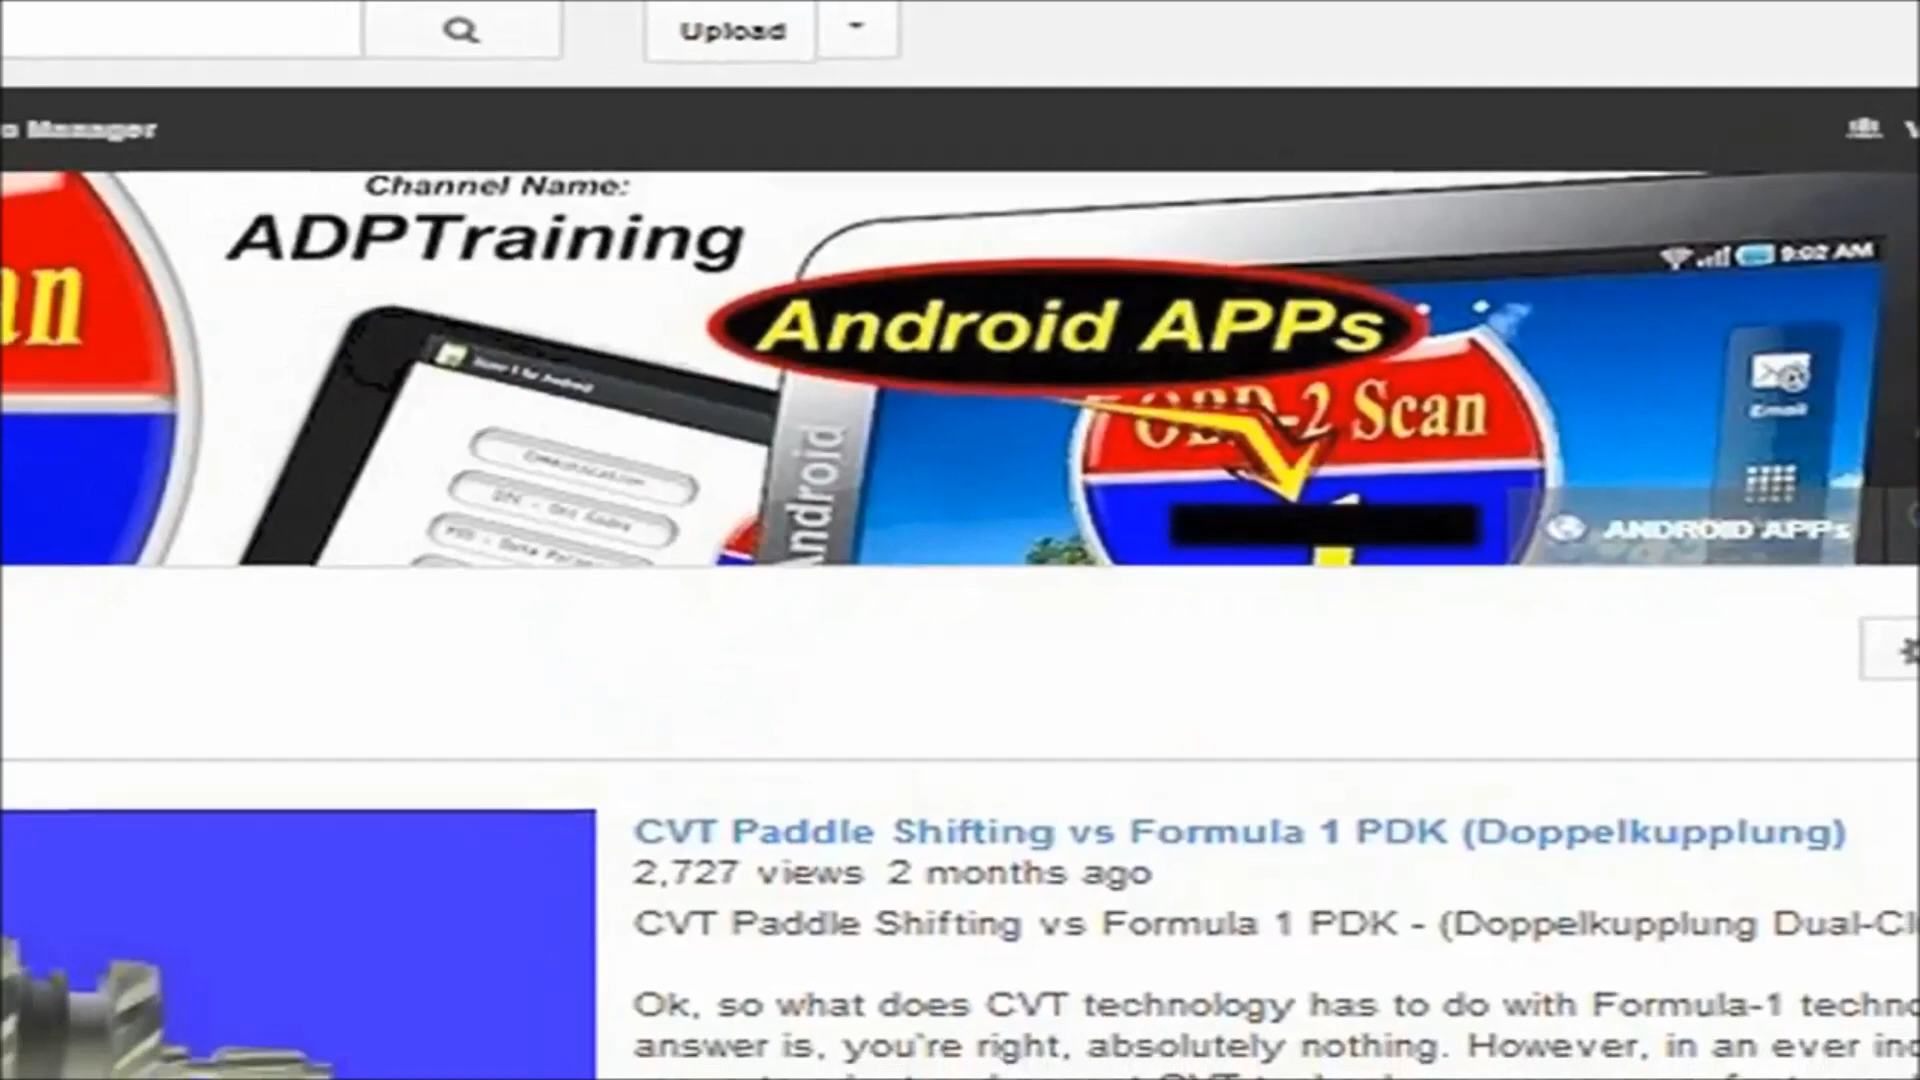 Upload
Manager
Channel Name:
ADPTraining
an
Android APPs
9:02 AM
OBD-2 Scan
Email
Android
ANDROID APPs
CVT Paddle Shifting vs Formula 1 PDK (Doppelkupplung)
2,727 views 2 months ago
CVT Paddle Shifting vs Formula 1 PDK - (Doppelkupplung Dual-Cl
Ok, so what does CVT technology has to do with Formula-1 techno
answer is, you're right, absolutely nothing. However, in an ever inc